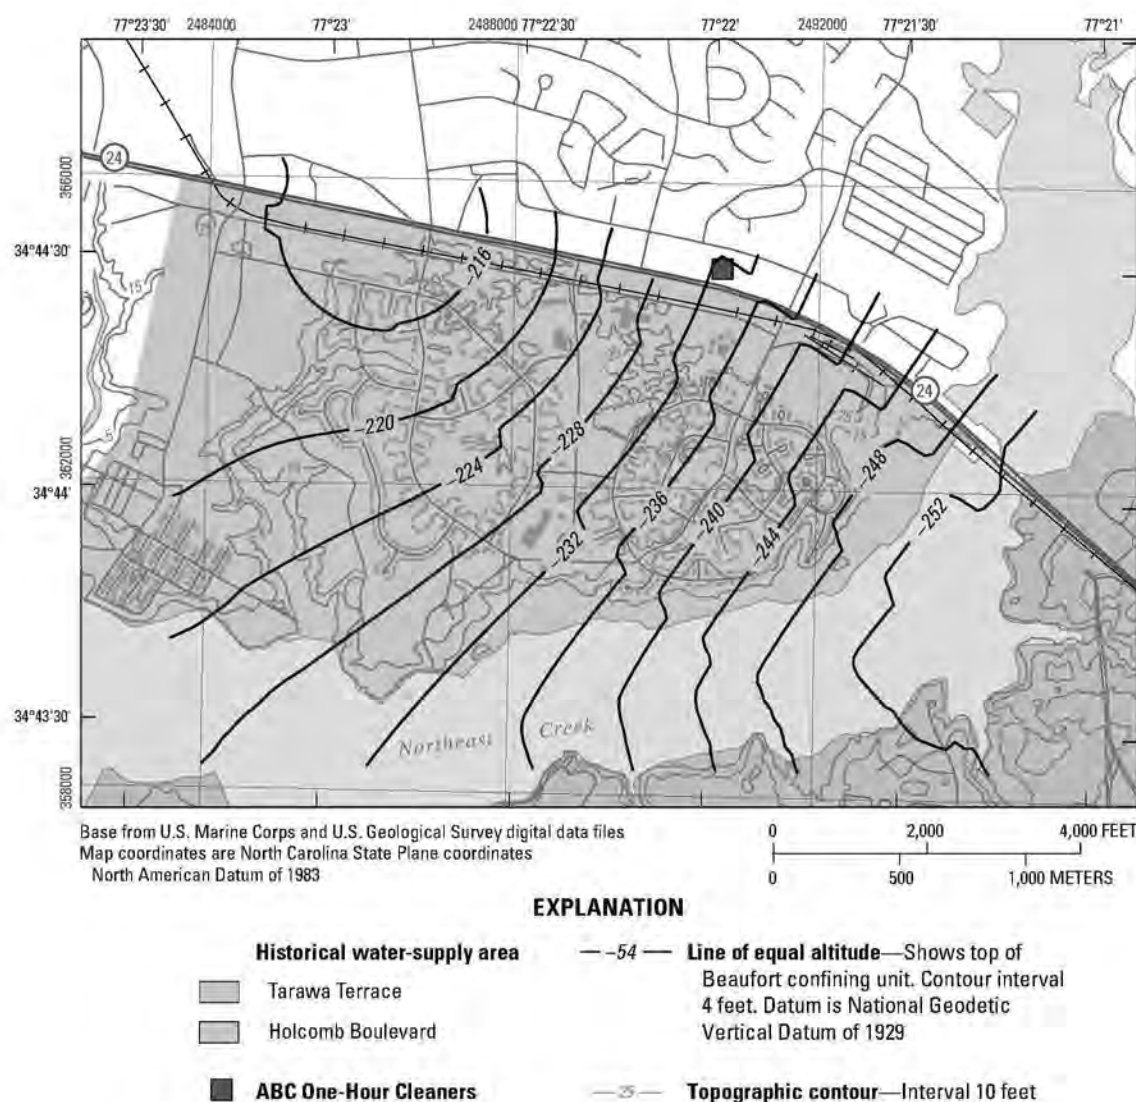 77°23'30" 2484000 77°23' 2488000 77°22'30" 77°22' 2492000 77°21'30" 77°21'
24
366000
34°44'30"
15
-216
24
-220
-228
-224
5
-248
362000
34°44'
-236
-252
-240
-232
-244
34°43'30"
Northeast Creek
358000
Base from U.S. Marine Corps and U.S. Geological Survey digital data files
Map coordinates are North Carolina State Plane coordinates
North American Datum of 1983
0 2,000 4,000 FEET
0 500 1,000 METERS
EXPLANATION
Historical water-supply area
Tarawa Terrace
Holcomb Boulevard
ABC One-Hour Cleaners
-54 Line of equal altitude—Shows top of
Beaufort confining unit. Contour interval
4 feet. Datum is National Geodetic
Vertical Datum of 1929
25 Topographic contour—Interval 10 feet